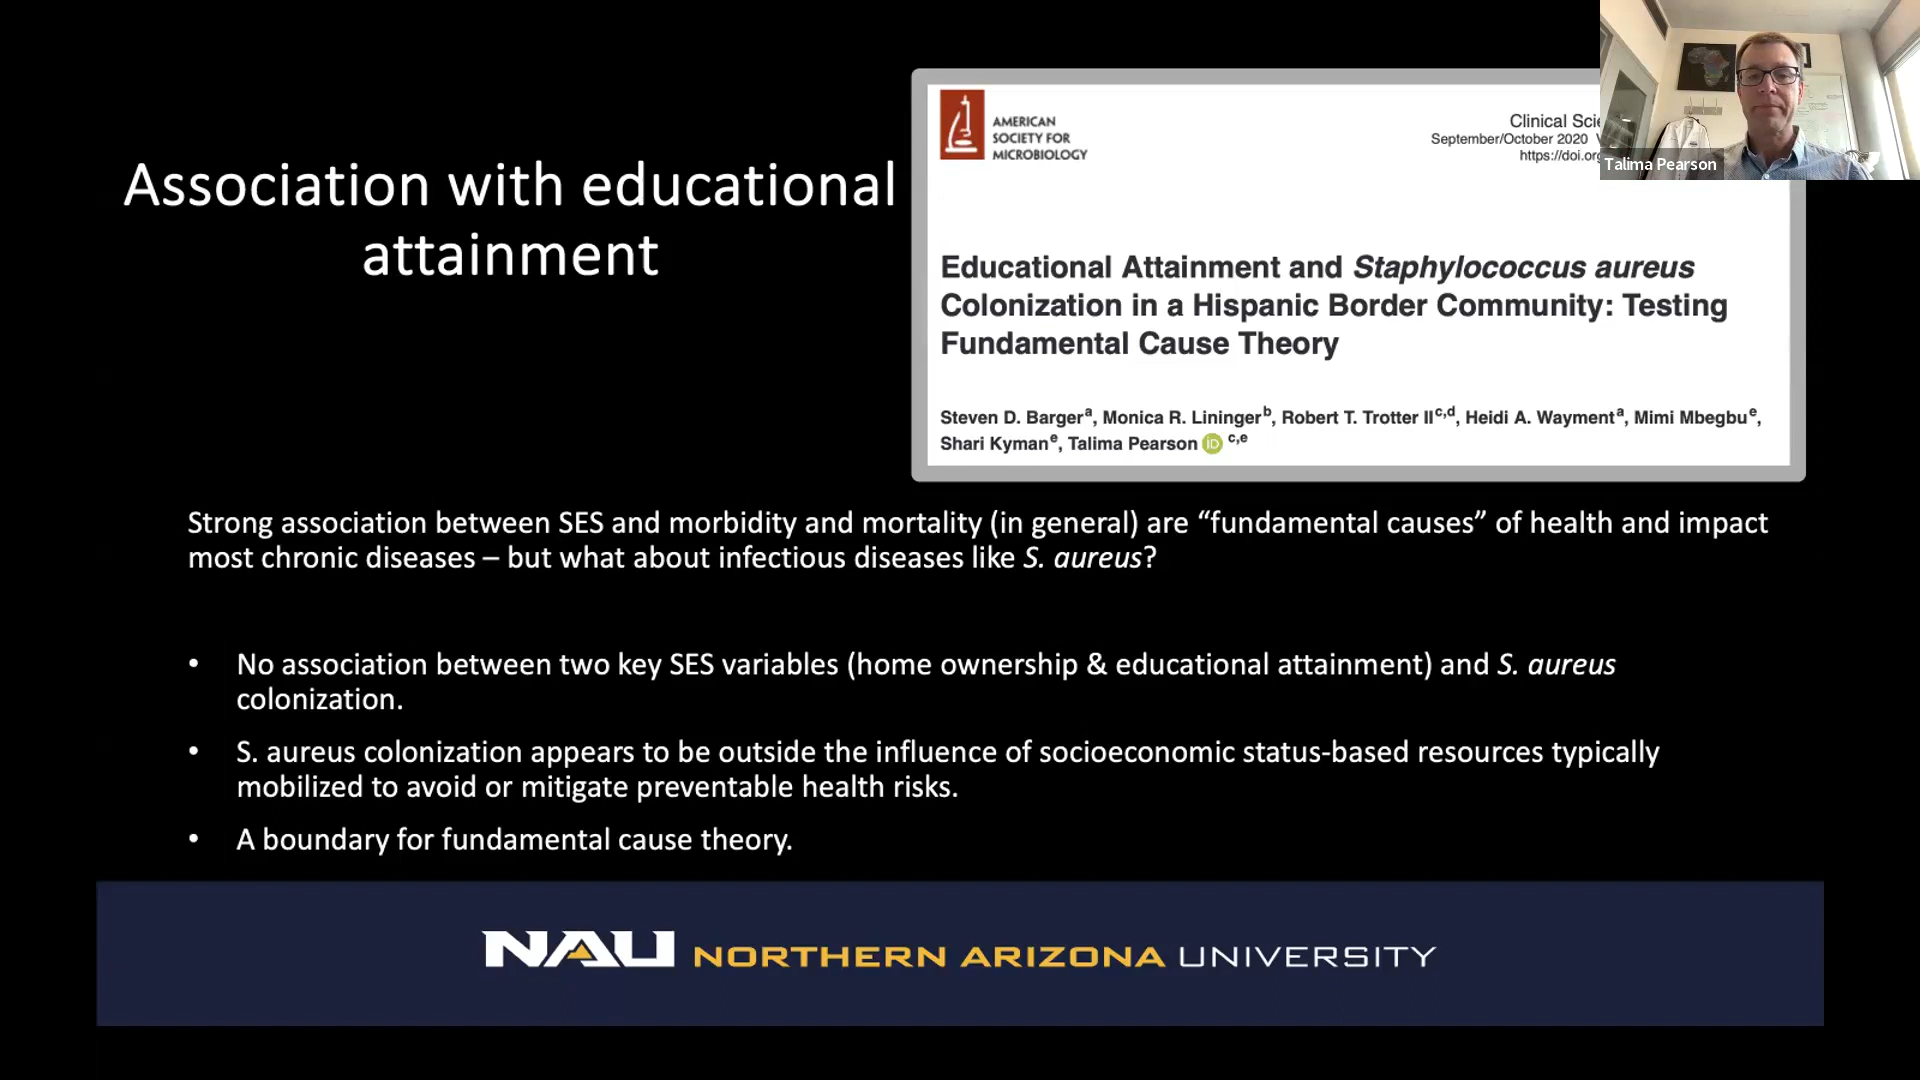 Association with educational
attainment
AMERICAN
SOCIETY FOR
MICROBIOLOGY
Clinical
September/October 2020
https://doi.org
Talima Pearson
Educational Attainment and Staphylococcus aureus
Colonization in a Hispanic Border Community: Testing
Fundamental Cause Theory
Steven D. Barger a, Monica R. Lininger b, Robert T. Trotter II c,d, Heidi A. Wayment a, Mimi Mbegbu e,
Shari Kyman e, Talima Pearson iD c,e
Strong association between SES and morbidity and mortality (in general) are “fundamental causes” of health and impact
most chronic diseases – but what about infectious diseases like S. aureus?
• No association between two key SES variables (home ownership & educational attainment) and S. aureus
colonization.
• S. aureus colonization appears to be outside the influence of socioeconomic status-based resources typically
mobilized to avoid or mitigate preventable health risks.
• A boundary for fundamental cause theory.
NAU NORTHERN ARIZONA UNIVERSITY